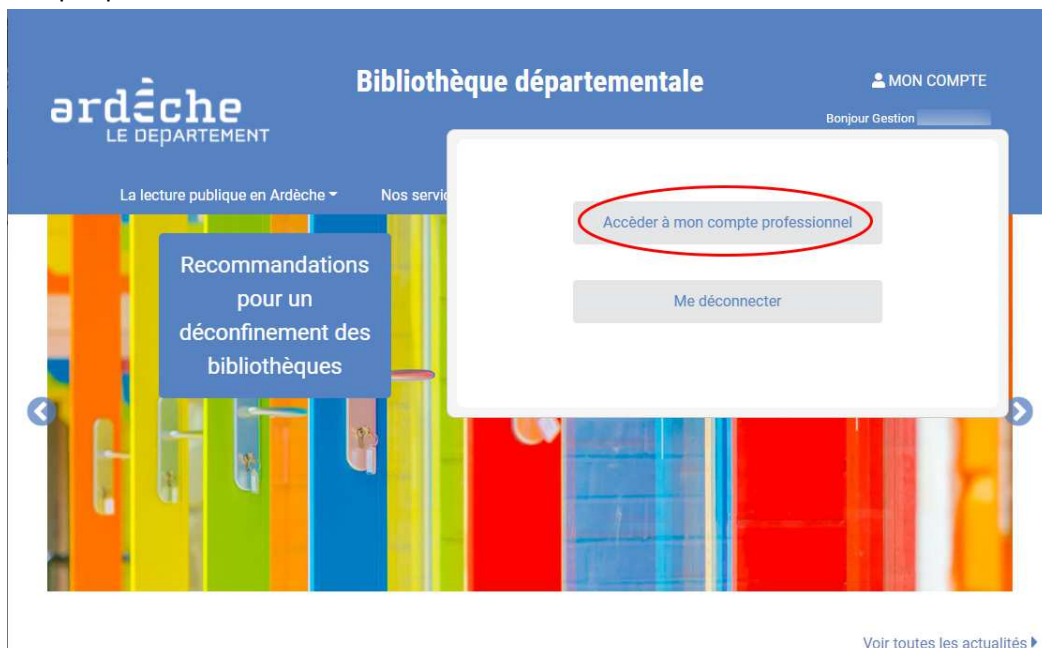 Bibliothèque départementale
MON COMPTE
ardèche
LE DEPARTEMENT
Bonjour Gestion
La lecture publique en Ardèche
Nos servic
Accèder à mon compte professionnel
Me déconnecter
Recommandations
pour un
déconfinement des
bibliothèques
Voir toutes les actualités